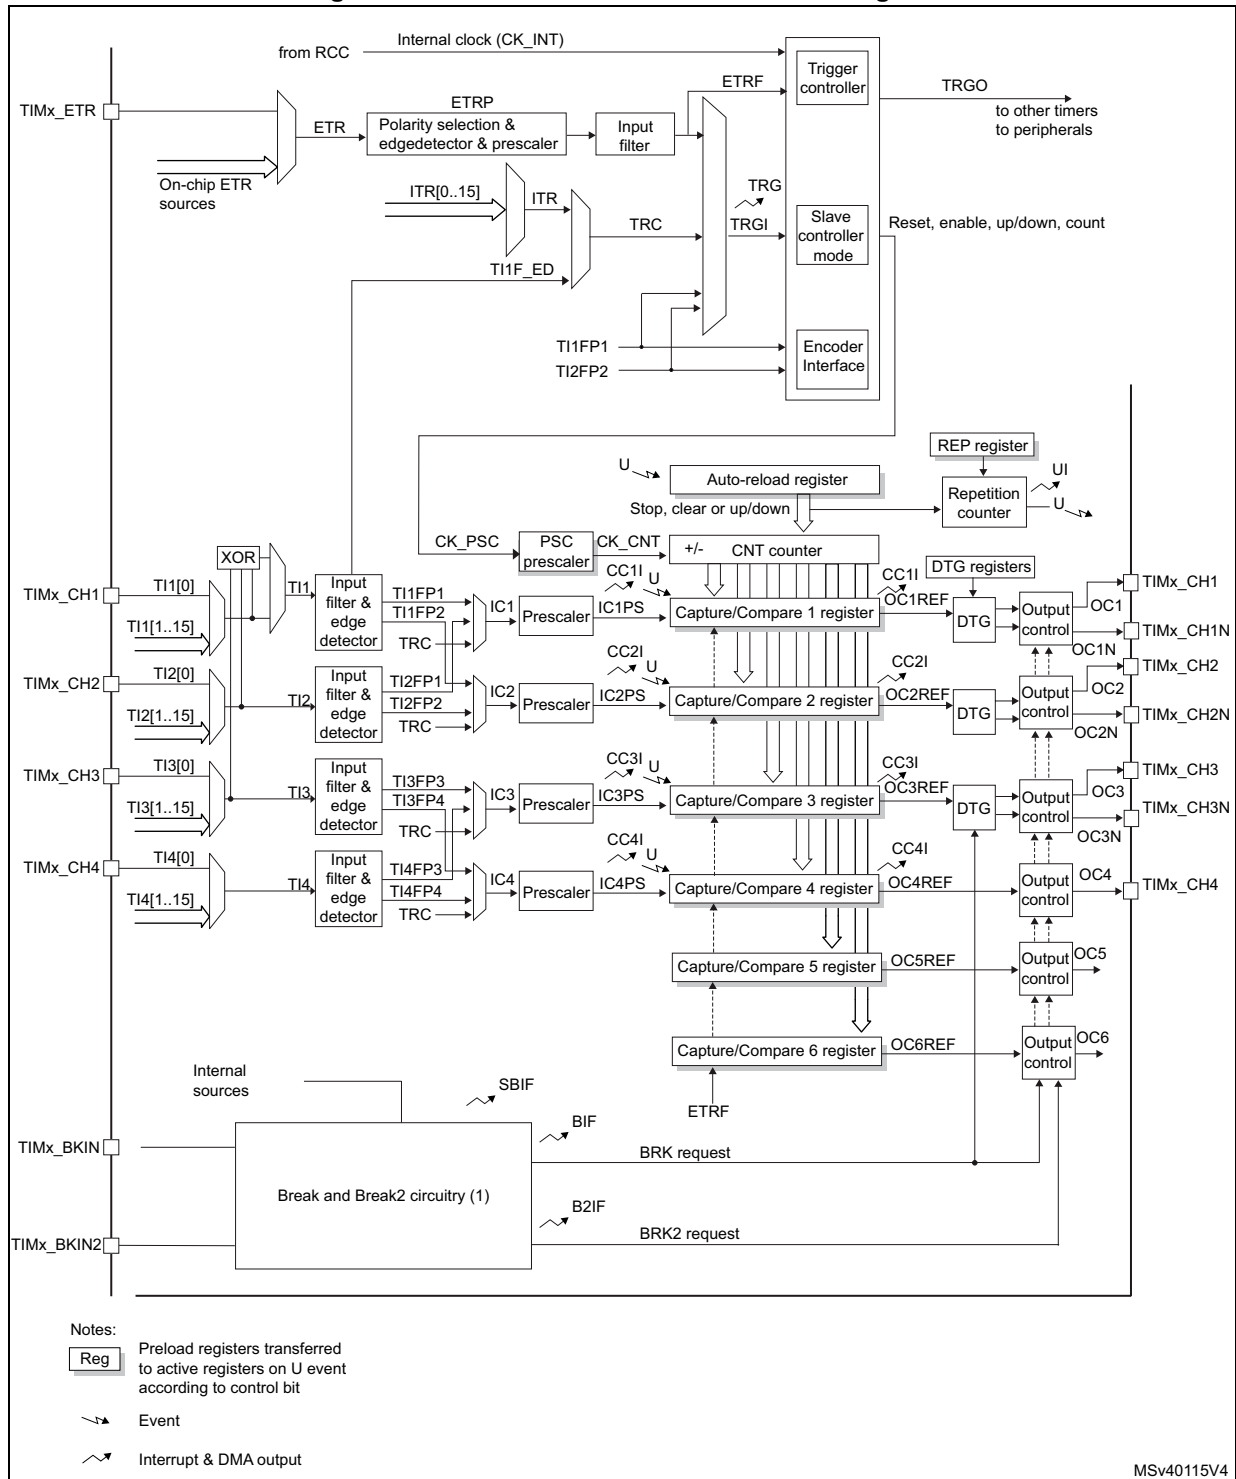 Internal clock (CK_INT)
from RCC
Trigger
controller
ETRF
TRGO
to other timers
to peripherals
TIMx_ETR
ETR
ETRP
Polarity selection &
edgedetector & prescaler
Input
filter
On-chip ETR
sources
ITR[0..15]
ITR
TRC
TRG
TRGI
Slave
controller
mode
Reset, enable, up/down, count
TI1F_ED
TI1FP1
TI2FP2
Encoder
Interface
REP register
U
Auto-reload register
Repetition
counter
UI
U
Stop, clear or up/down
CK_PSC
PSC
prescaler
CK_CNT
+/-
CNT counter
DTG registers
XOR
TIMx_CH1
TI1[0]
TI1[1..15]
TI1
Input
filter &
edge
detector
TI1FP1
TI1FP2
TRC
IC1
Prescaler
IC1PS
CC1I
U
Capture/Compare 1 register
CC1I
OC1REF
DTG
Output
control
OC1
TIMx_CH1
TIMx_CH1N
OC1N
TIMx_CH2
TI2[0]
TI2[1..15]
TI2
Input
filter &
edge
detector
TI2FP1
TI2FP2
TRC
IC2
Prescaler
IC2PS
CC2I
U
Capture/Compare 2 register
CC2I
OC2REF
DTG
Output
control
OC2
TIMx_CH2
TIMx_CH2N
OC2N
TIMx_CH3
TI3[0]
TI3[1..15]
TI3
Input
filter &
edge
detector
TI3FP3
TI3FP4
TRC
IC3
Prescaler
IC3PS
CC3I
U
Capture/Compare 3 register
CC3I
OC3REF
DTG
Output
control
OC3
TIMx_CH3
TIMx_CH3N
OC3N
TIMx_CH4
TI4[0]
TI4[1..15]
TI4
Input
filter &
edge
detector
TI4FP3
TI4FP4
TRC
IC4
Prescaler
IC4PS
CC4I
U
Capture/Compare 4 register
CC4I
OC4REF
Output
control
OC4
TIMx_CH4
Capture/Compare 5 register
OC5REF
Output
control
OC5
Capture/Compare 6 register
OC6REF
Output
control
OC6
ETRF
Internal
sources
SBIF
TIMx_BKIN
BIF
BRK request
Break and Break2 circuitry (1)
B2IF
TIMx_BKIN2
BRK2 request
Notes:
Reg
Preload registers transferred
to active registers on U event
according to control bit
Event
Interrupt & DMA output
MSv40115V4